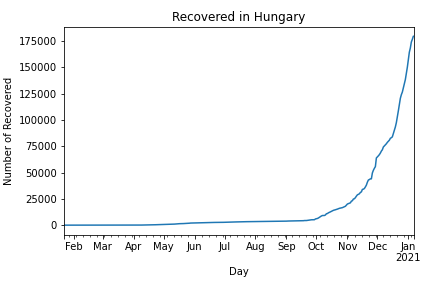 Recovered in Hungary
Number of Recovered
175000
150000
125000
100000
75000
50000
25000
0
Feb Mar Apr May Jun Jul Aug Sep Oct Nov Dec Jan
2021
Day